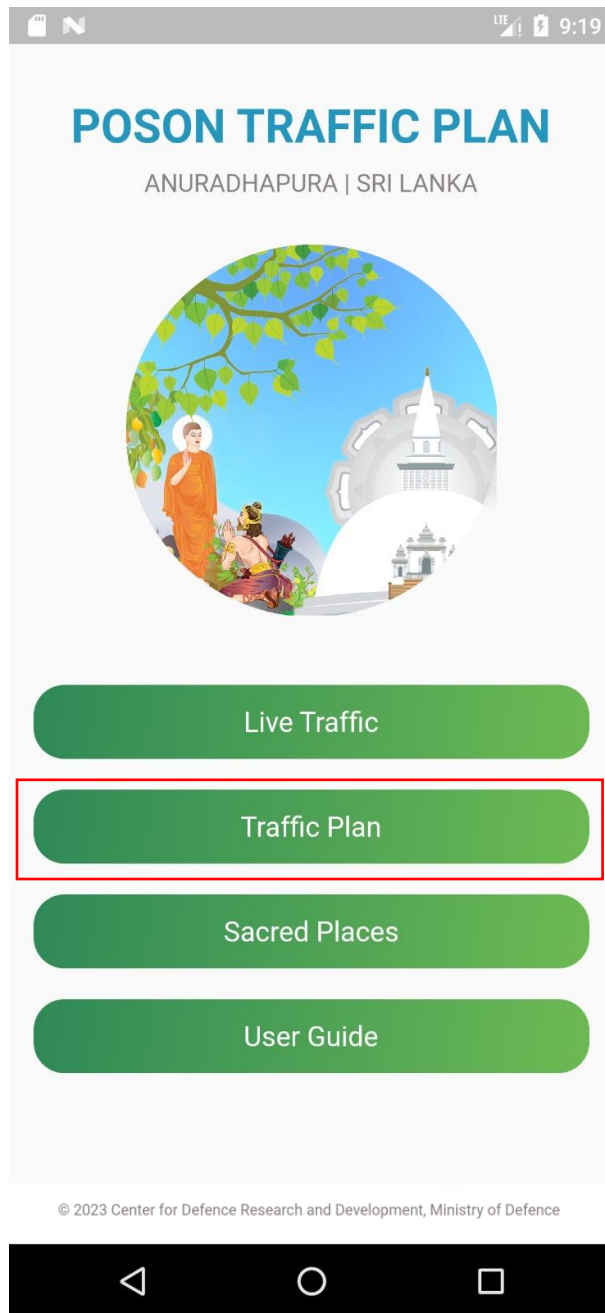 LTE 9:19
POSON TRAFFIC PLAN
ANURADHAPURA | SRI LANKA
Live Traffic
Traffic Plan
Sacred Places
User Guide
© 2023 Center for Defence Research and Development, Ministry of Defence